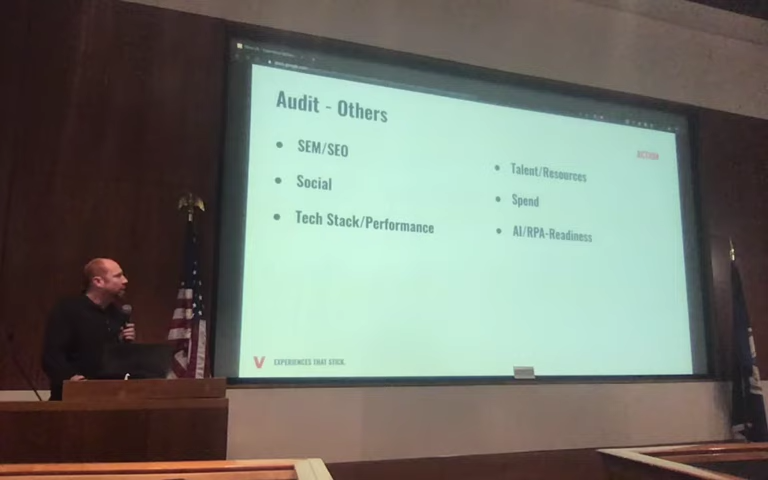 Audit - Others
ACTION
SEM/SEO
Social
Tech Stack/Performance
Talent/Resources
Spend
AI/RPA-Readiness
V EXPERIENCES THAT STICK.